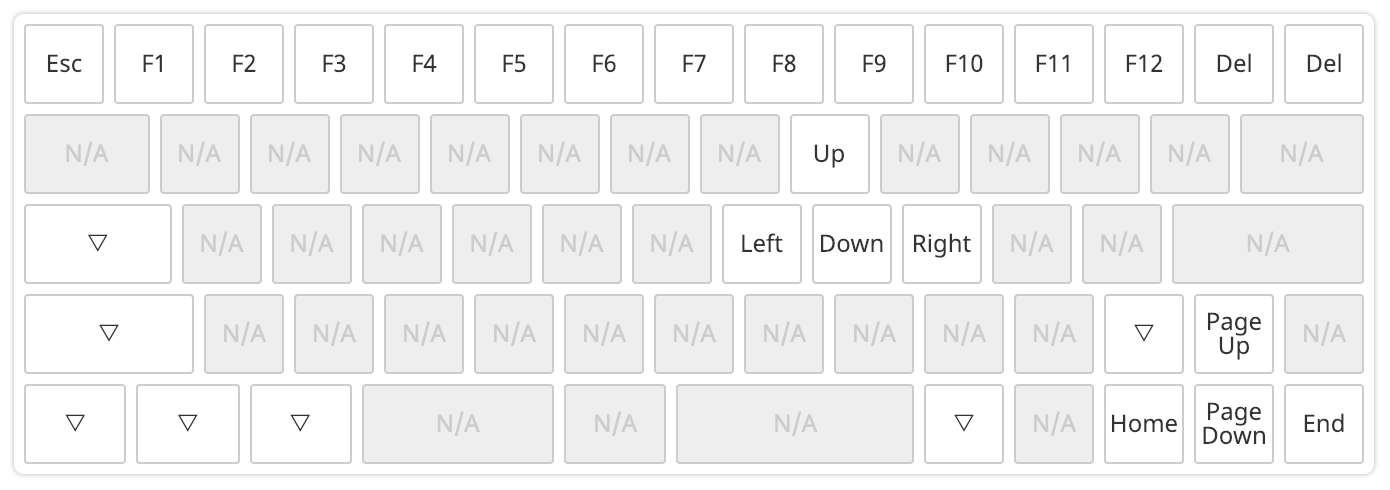 Esc F1 F2 F3 F4 F5 F6 F7 F8 F9 F10 F11 F12 Del Del
N/A N/A N/A N/A N/A N/A N/A N/A Up N/A N/A N/A N/A N/A
▽ N/A N/A N/A N/A N/A N/A Left Down Right N/A N/A N/A
▽ N/A N/A N/A N/A N/A N/A N/A N/A N/A N/A ▽ Page Up N/A
▽ ▽ ▽ N/A N/A N/A ▽ N/A Home Page Down End